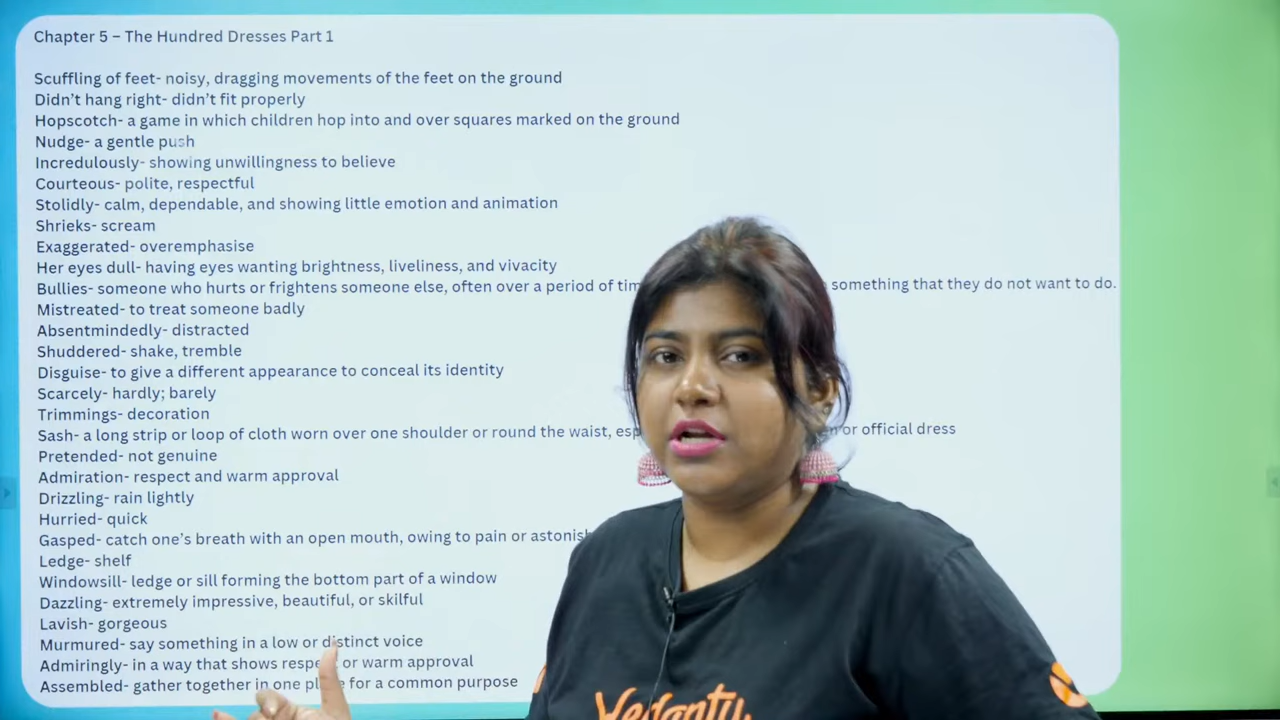 Chapter 5 – The Hundred Dresses Part 1
Scuffling of feet- noisy, dragging movements of the feet on the ground
Didn't hang right- didn't fit properly
Hopscotch- a game in which children hop into and over squares marked on the ground
Nudge- a gentle push
Incredulously- showing unwillingness to believe
Courteous- polite, respectful
Stolidly- calm, dependable, and showing little emotion and animation
Shrieks- scream
Exaggerated- overemphasise
Her eyes dull- having eyes wanting brightness, liveliness, and vivacity
Bullies- someone who hurts or frightens someone else, often over a period of something that they do not want to do.
Mistreated- to treat someone badly
Absentmindedly- distracted
Shuddered- shake, tremble
Disguise- to give a different appearance to conceal its identity
Scarcely- hardly; barely
Trimmings- decoration
Sash- a long strip or loop of cloth worn over one shoulder or round the waist, or official dress
Pretended- not genuine
Admiration- respect and warm approval
Drizzling- rain lightly
Hurried- quick
Gasped- catch one's breath with an open mouth, owing to pain or
Ledge- shelf
Windowsill- ledge or sill forming the bottom part of a window
Dazzling- extremely impressive, beautiful, or skilful
Lavish- gorgeous
Murmured- say something in a low or distinct voice
Admiringly- in a way that shows or warm approval
Assembled- gather together in one for a common purpose
Vedantu